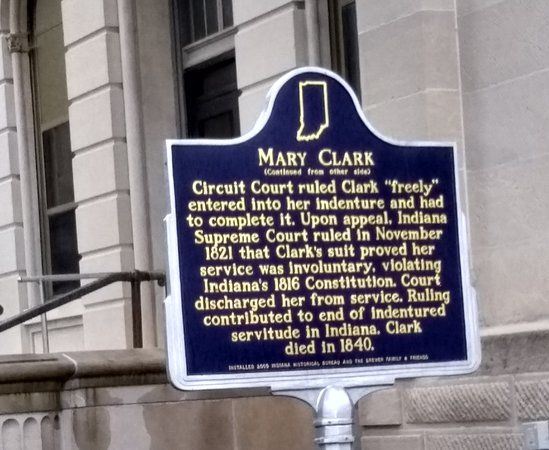 MARY CLARK
(Continued from other side)
Circuit Court ruled Clark "freely"
entered into her indenture and had
to complete it. Upon appeal, Indiana
Supreme Court ruled in November
1821 that Clark's suit proved her
service was involuntary, violating
Indiana's 1816 Constitution. Court
discharged her from service. Ruling
contributed to end of indentured
servitude in Indiana. Clark
died in 1840.
INSTALLED 2009 INDIANA HISTORICAL BUREAU AND THE BREWER FAMILY & FRIENDS